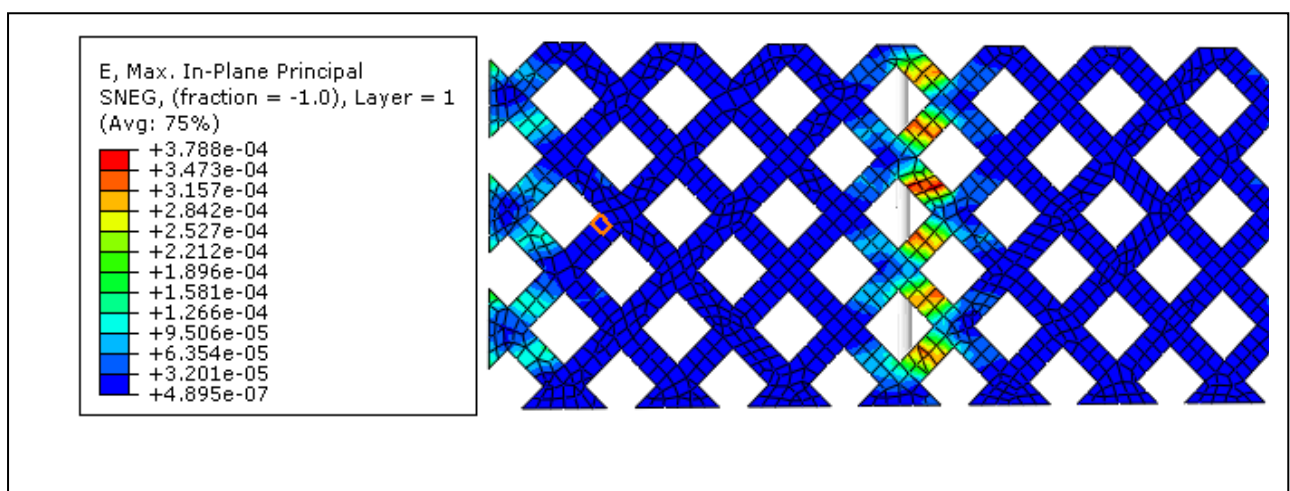 E, Max. In-Plane Principal
SNEG, (fraction = -1.0), Layer = 1
(Avg: 75%)
+3.788e-04
+3.473e-04
+3.157e-04
+2.842e-04
+2.527e-04
+2.212e-04
+1.896e-04
+1.581e-04
+1.266e-04
+9.506e-05
+6.354e-05
+3.201e-05
+4.895e-07